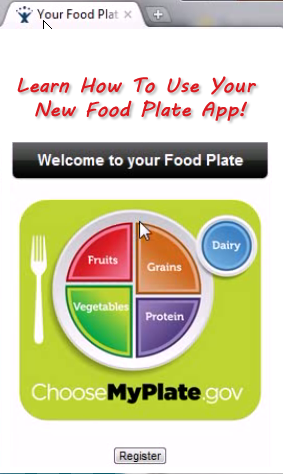 Your Food Plat
Learn How To Use Your
New Food Plate App!
Welcome to your Food Plate
Dairy
Fruits
Grains
Vegetables
Protein
ChooseMyPlate.gov
Register